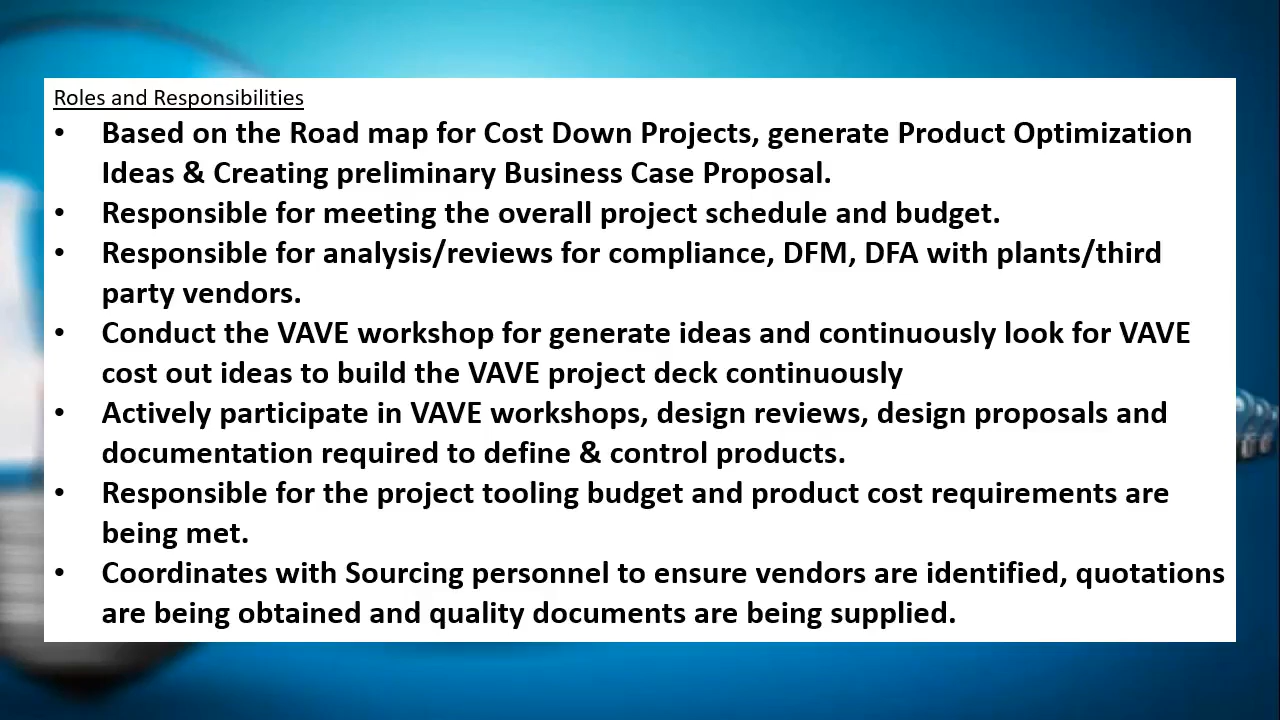 Roles and Responsibilities
• Based on the Road map for Cost Down Projects, generate Product Optimization
Ideas & Creating preliminary Business Case Proposal.
• Responsible for meeting the overall project schedule and budget.
• Responsible for analysis/reviews for compliance, DFM, DFA with plants/third
party vendors.
• Conduct the VAVE workshop for generate ideas and continuously look for VAVE
cost out ideas to build the VAVE project deck continuously
• Actively participate in VAVE workshops, design reviews, design proposals and
documentation required to define & control products.
• Responsible for the project tooling budget and product cost requirements are
being met.
• Coordinates with Sourcing personnel to ensure vendors are identified, quotations
are being obtained and quality documents are being supplied.